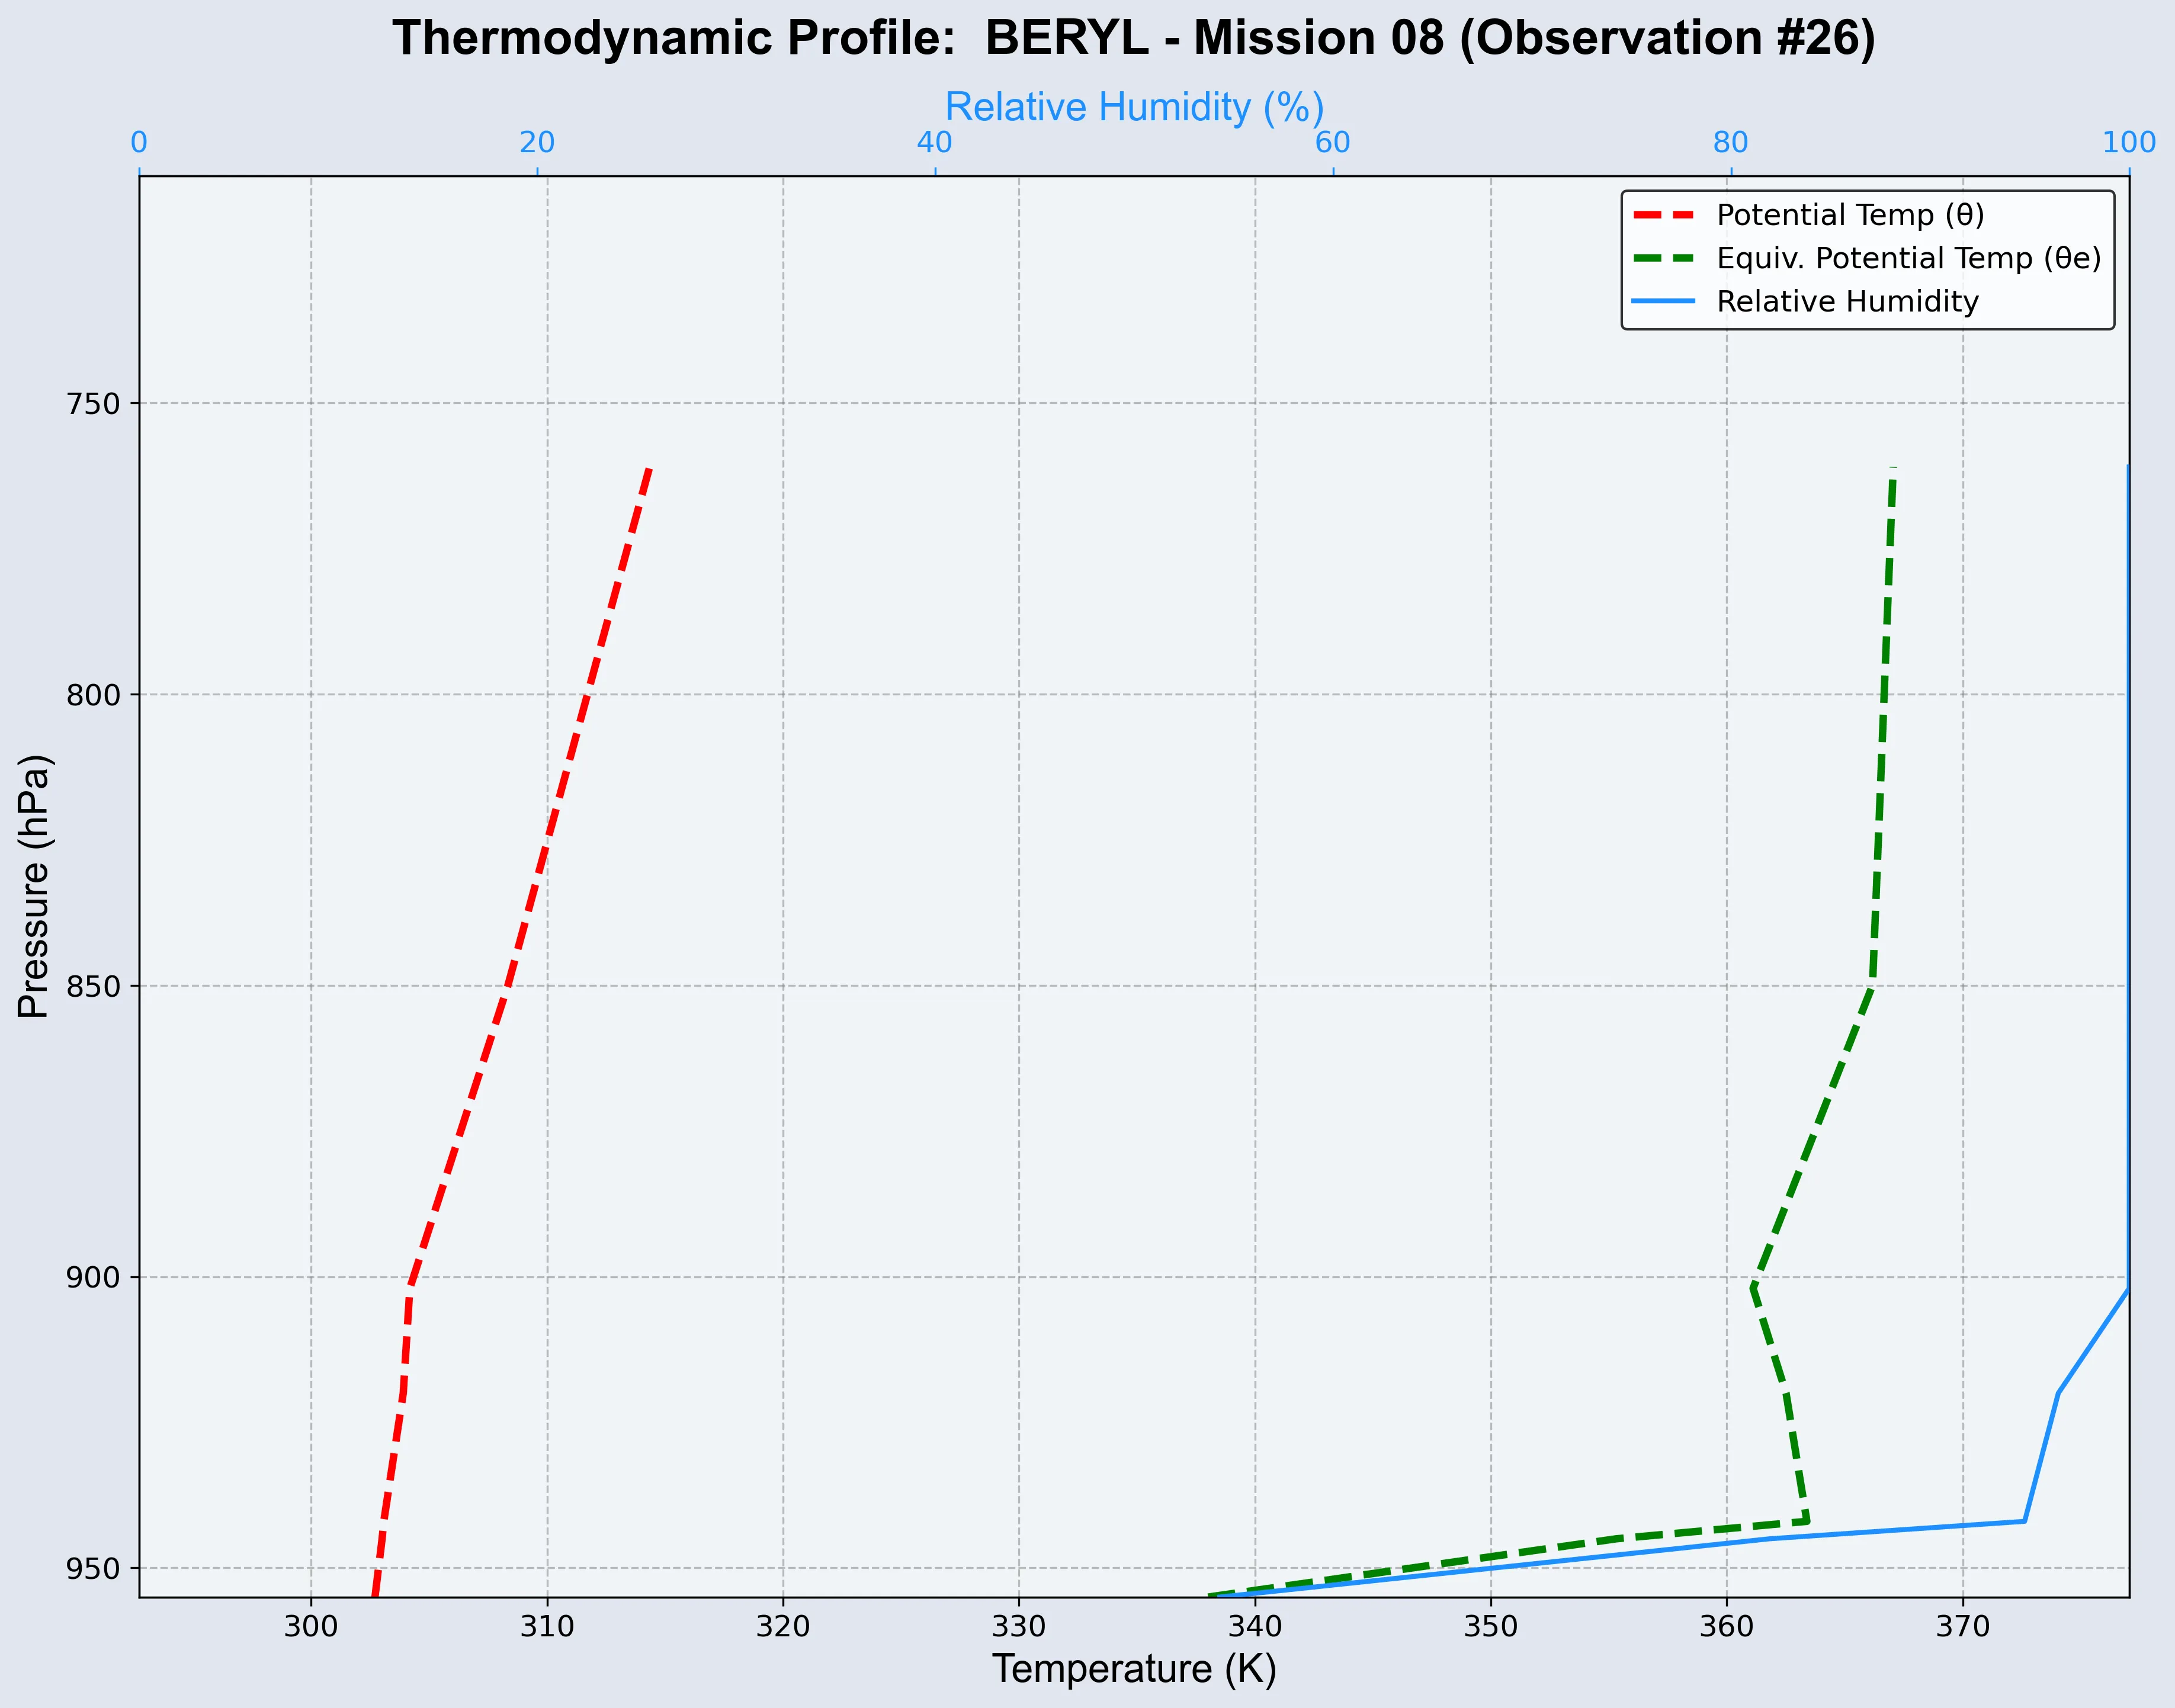 Thermodynamic Profile:  BERYL - Mission 08 (Observation #26)
Relative Humidity (%)
0 20 40 60 80 100
Potential Temp (θ)
Equiv. Potential Temp (θe)
Relative Humidity
Pressure (hPa)
750
800
850
900
950
300 310 320 330 340 350 360 370
Temperature (K)